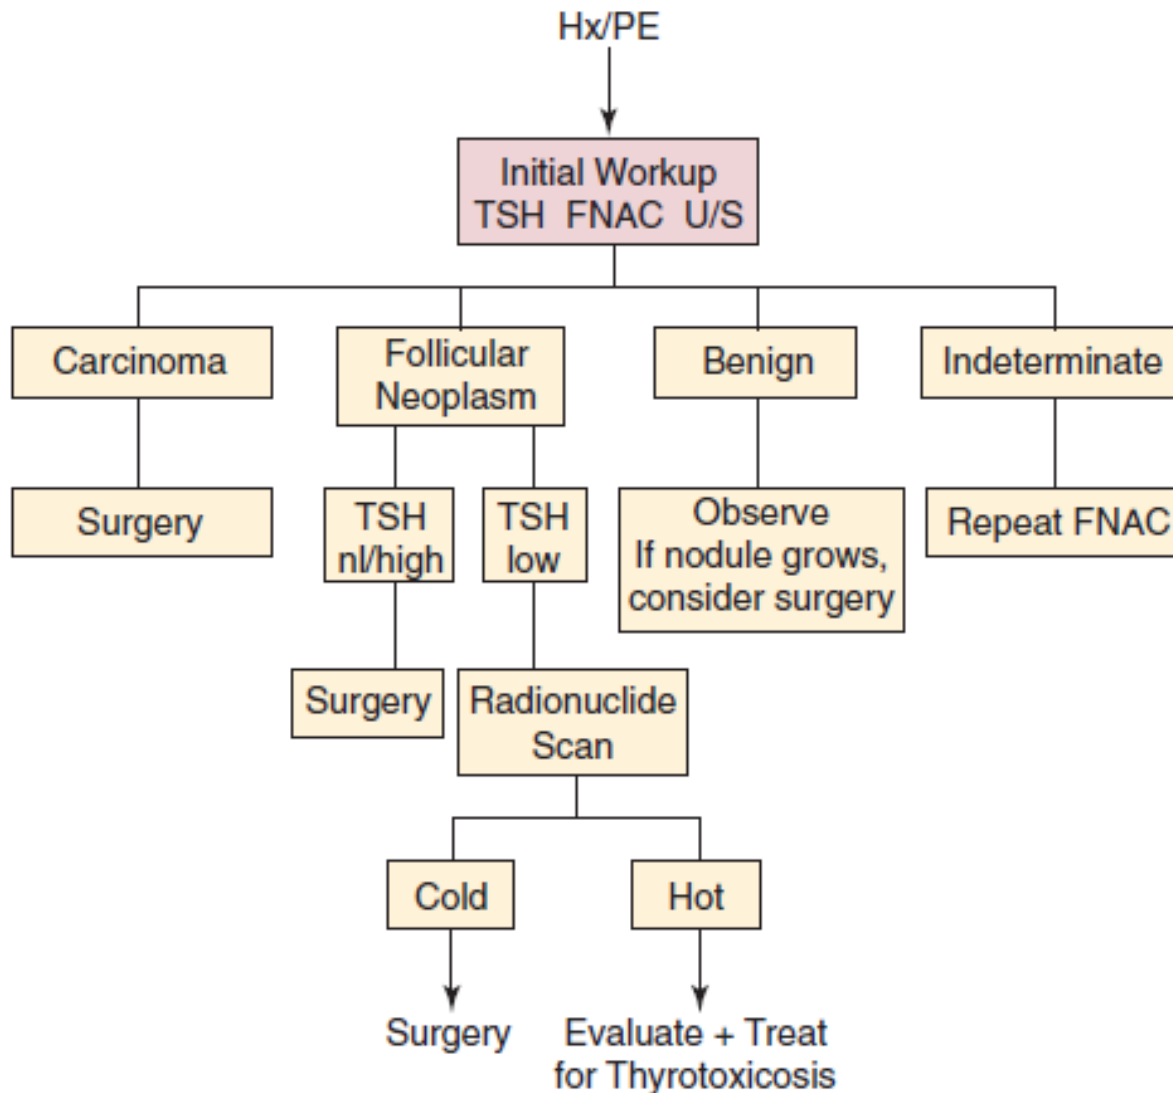 Hx/PE
Initial Workup
TSH FNAC U/S
Carcinoma
Follicular
Neoplasm
Benign
Indeterminate
Surgery
TSH
nl/high
TSH
low
Observe
If nodule grows,
consider surgery
Repeat FNAC
Surgery
Radionuclide
Scan
Cold
Hot
Surgery
Evaluate + Treat
for Thyrotoxicosis